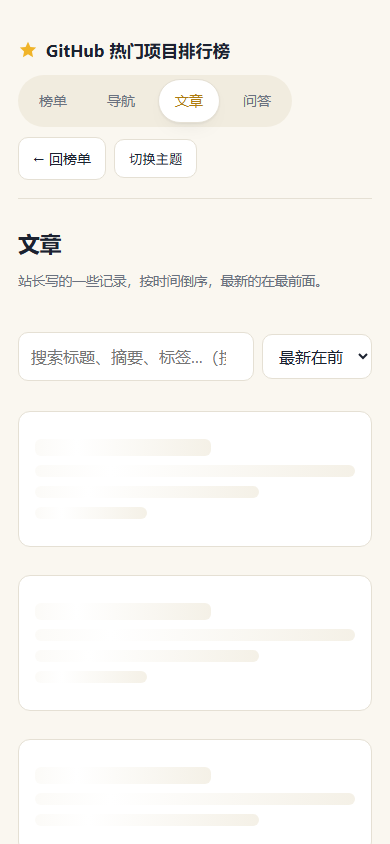 GitHub 热门项目排行榜
榜单 导航 文章 问答
← 回榜单 切换主题
文章
站长写的一些记录，按时间倒序，最新的在最前面。
搜索标题、摘要、标签...（ 最新在前